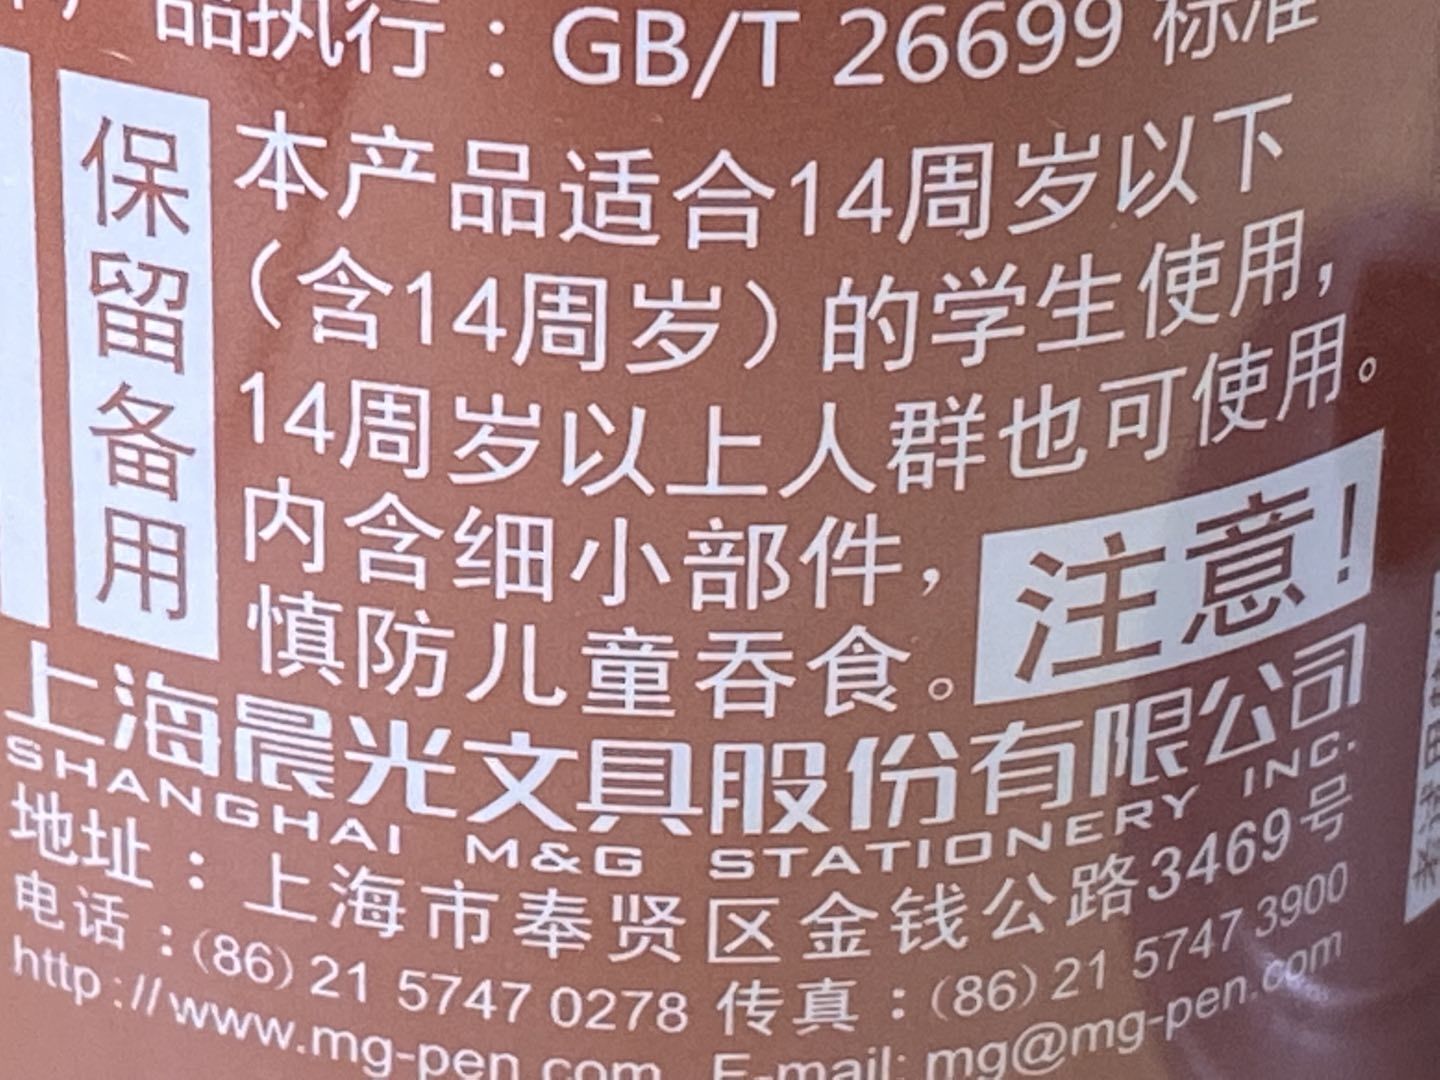 品执行：GB/T 26699 标准
保留备用
本产品适合14周岁以下
（含14周岁）的学生使用，
14周岁以上人群也可使用。
内含细小部件，
慎防儿童吞食。
注意！
上海晨光文具股份有限公司
SHANGHAI M&G STATIONERY INC.
地址：上海市奉贤区金钱公路3469号
电话：(86) 21 5747 0278 传真：(86) 21 5747 3900
http://www.mg-pen.com E-mail: mg@mg-pen.com